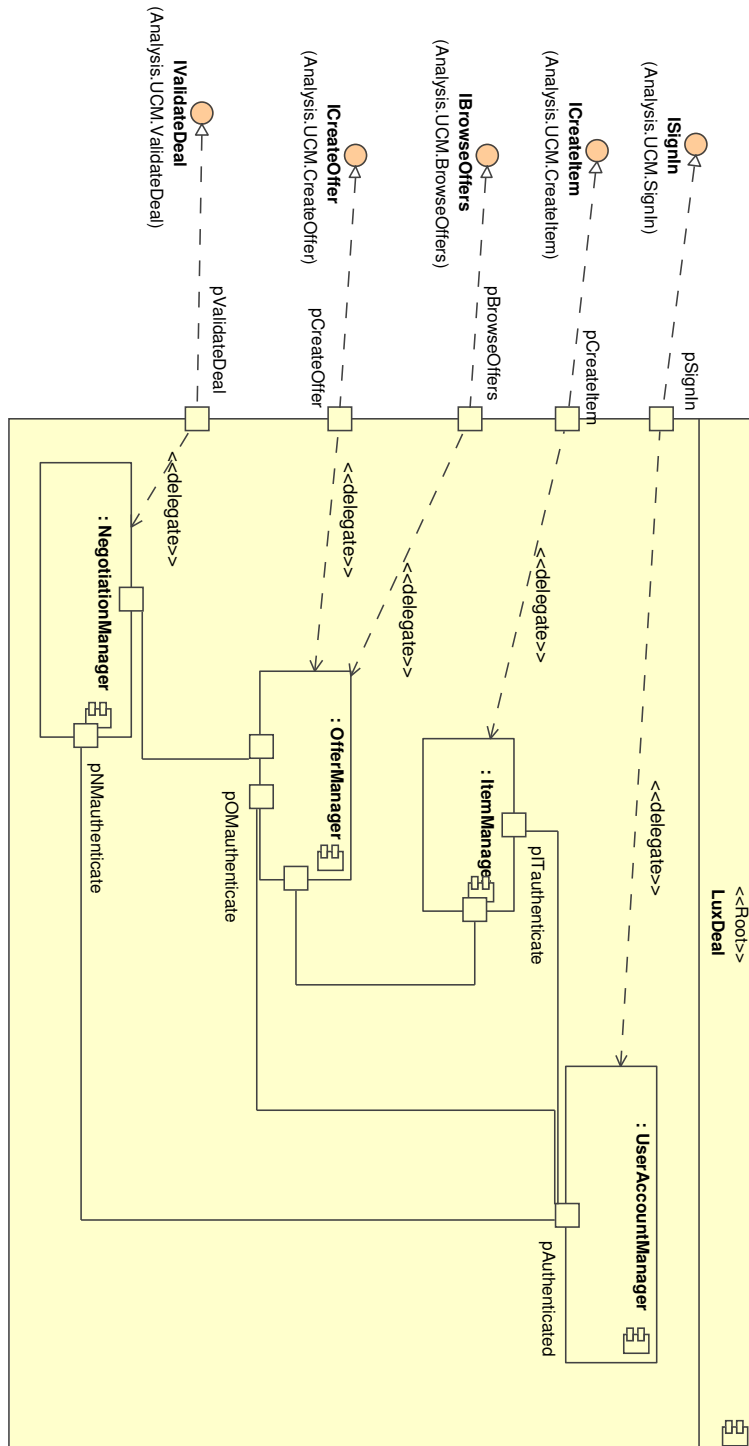 <<Root>>
LuxDeal
ISignIn
(Analysis.UCM.SignIn)
pSignIn
<<delegate>>
: UserAccountManager
pAuthenticated
ICreateItem
(Analysis.UCM.CreateItem)
pCreateItem
<<delegate>>
: ItemManage
pITauthenticate
IBrowseOffers
(Analysis.UCM.BrowseOffers)
pBrowseOffers
<<delegate>>
ICreateOffer
(Analysis.UCM.CreateOffer)
pCreateOffer
<<delegate>>
: OfferManager
pOMauthenticate
IValidateDeal
(Analysis.UCM.ValidateDeal)
pValidateDeal
<<delegate>>
: NegotiationManager
pNMauthenticate